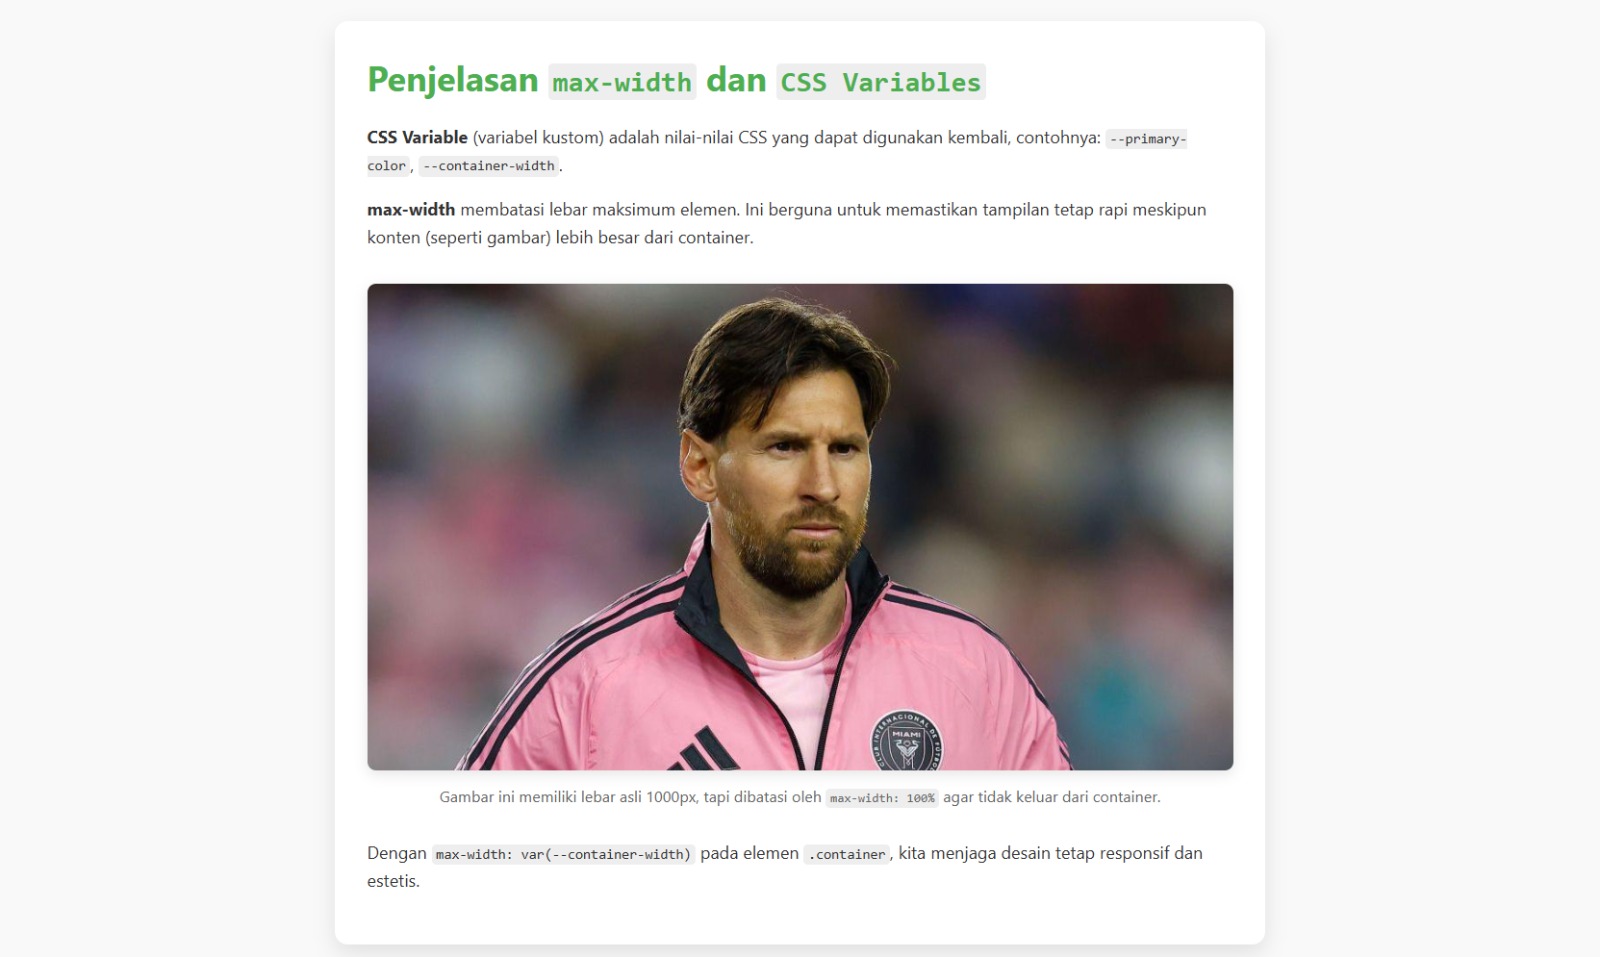 Penjelasan max-width dan CSS Variables
CSS Variable (variabel kustom) adalah nilai-nilai CSS yang dapat digunakan kembali, contohnya: --primary-
color, --container-width.
max-width membatasi lebar maksimum elemen. Ini berguna untuk memastikan tampilan tetap rapi meskipun
konten (seperti gambar) lebih besar dari container.
CLUB INTERNACIONAL DE FUTBOL
MIAMI
Gambar ini memiliki lebar asli 1000px, tapi dibatasi oleh max-width: 100% agar tidak keluar dari container.
Dengan max-width: var(--container-width) pada elemen .container, kita menjaga desain tetap responsif dan
estetis.